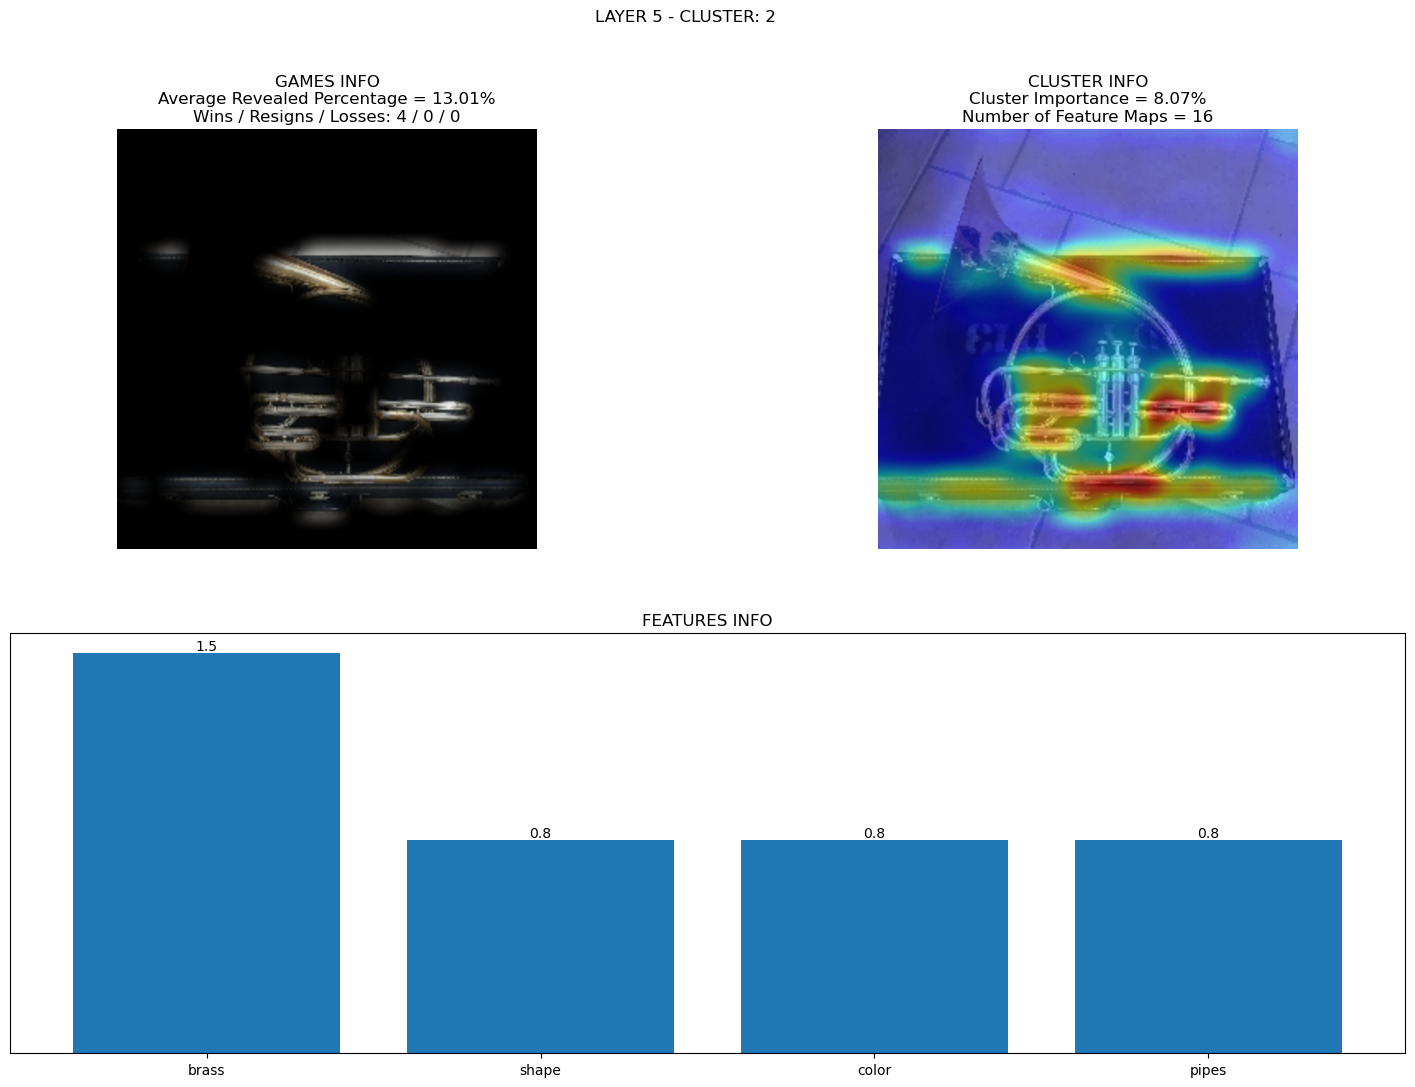 LAYER 5 - CLUSTER: 2
GAMES INFO
Average Revealed Percentage = 13.01%
Wins / Resigns / Losses: 4 / 0 / 0
CLUSTER INFO
Cluster Importance = 8.07%
Number of Feature Maps = 16
FEATURES INFO
1.5
0.8
0.8
0.8
brass
shape
color
pipes